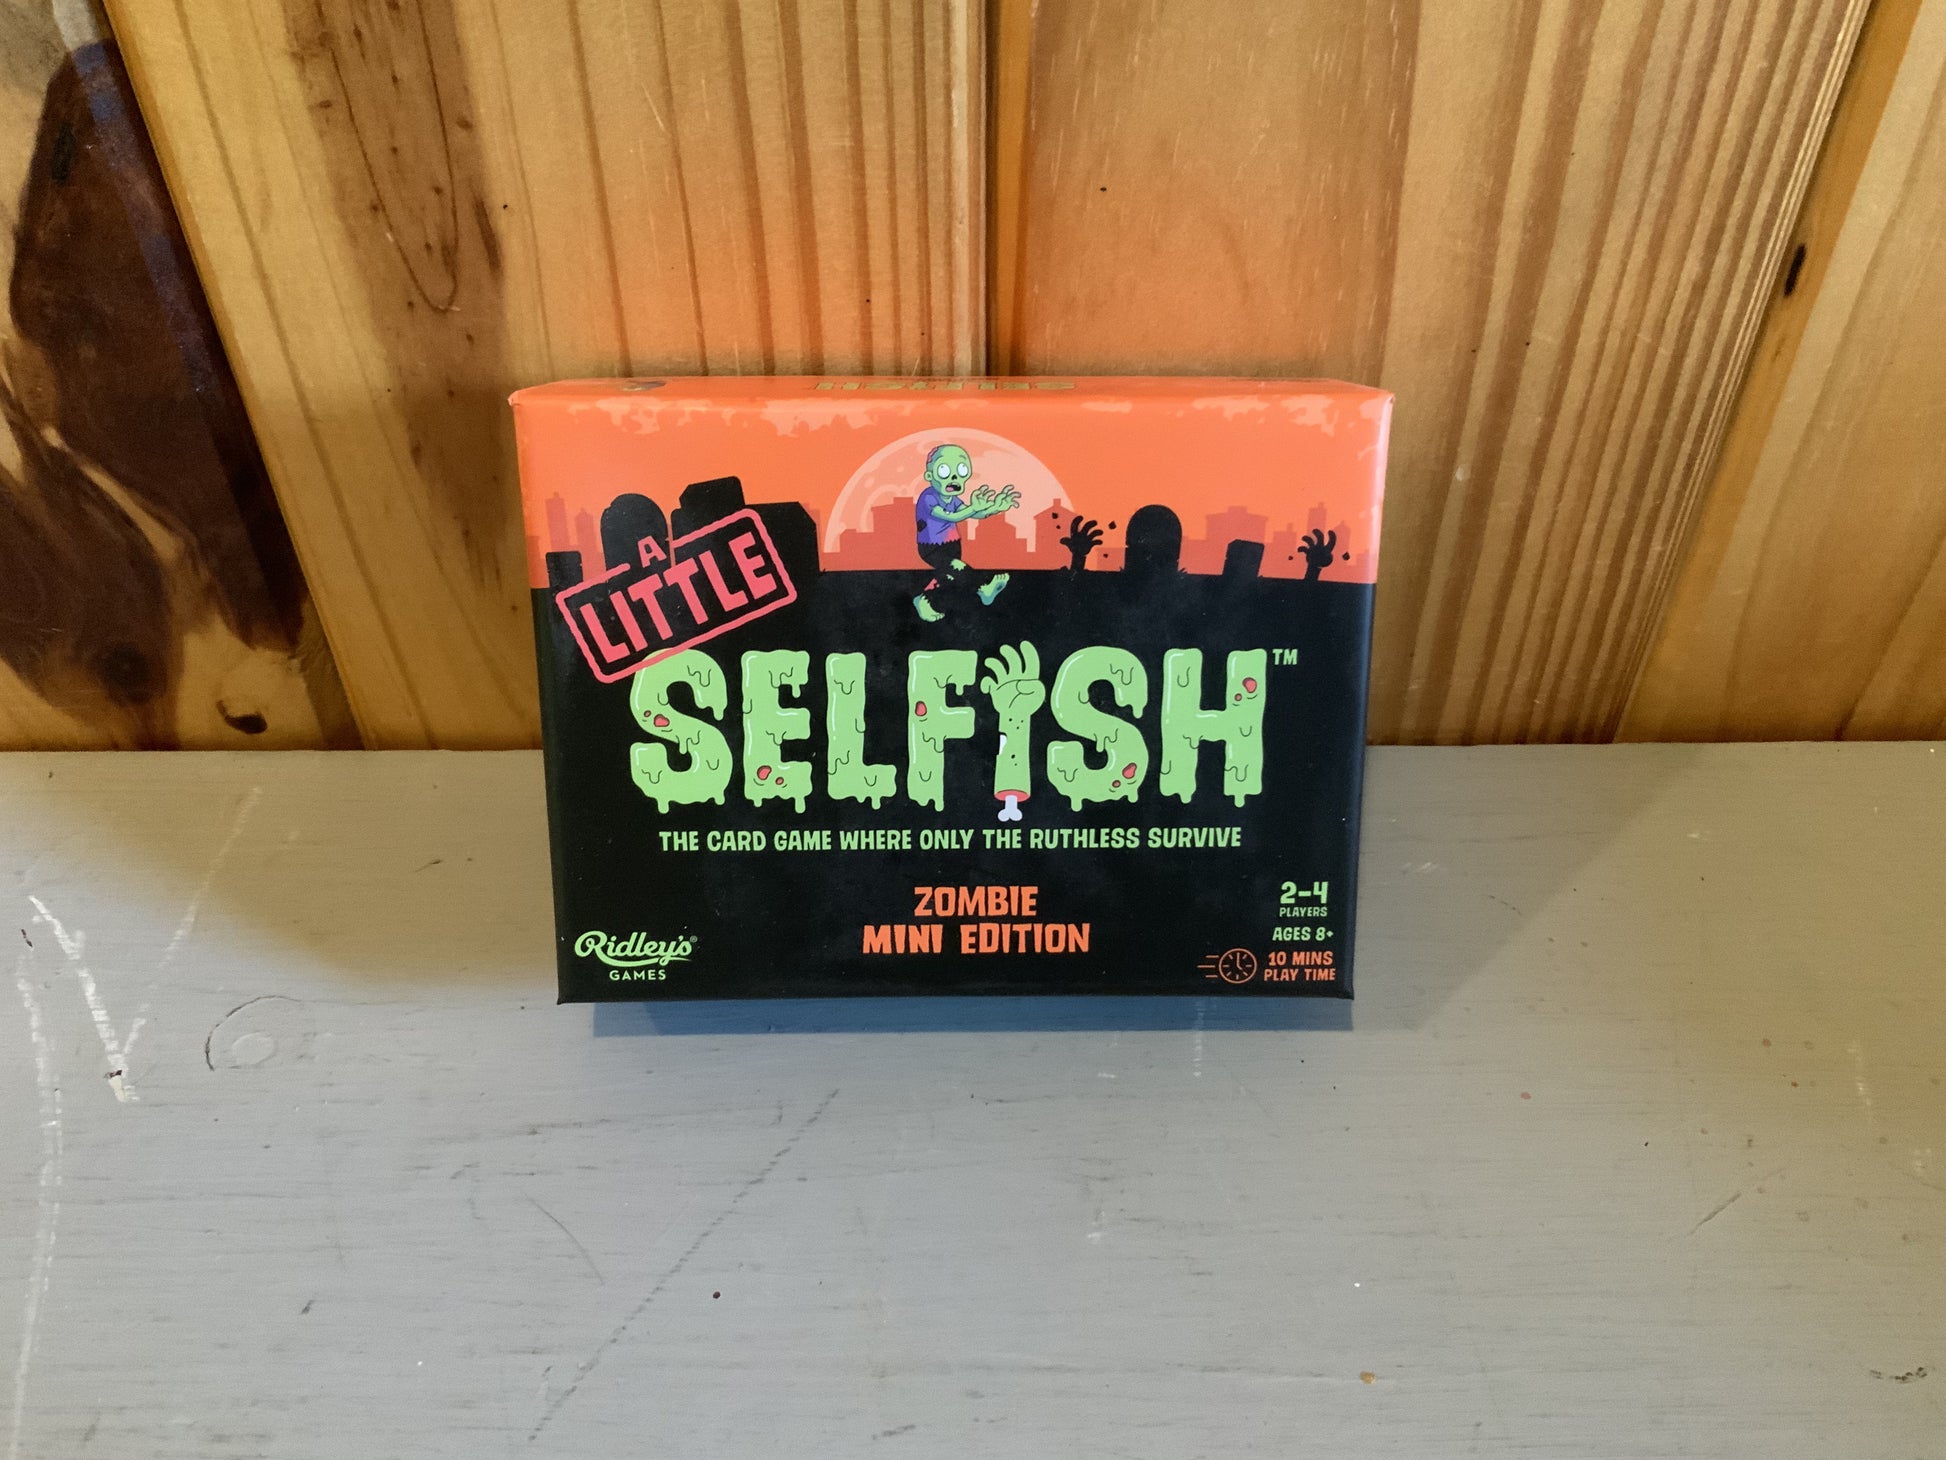 SELFISH
A
LITTLE
SELFISH™
THE CARD GAME WHERE ONLY THE RUTHLESS SURVIVE
ZOMBIE
MINI EDITION
Ridley's®
GAMES
2-4
PLAYERS
AGES 8+
10 MINS
PLAY TIME